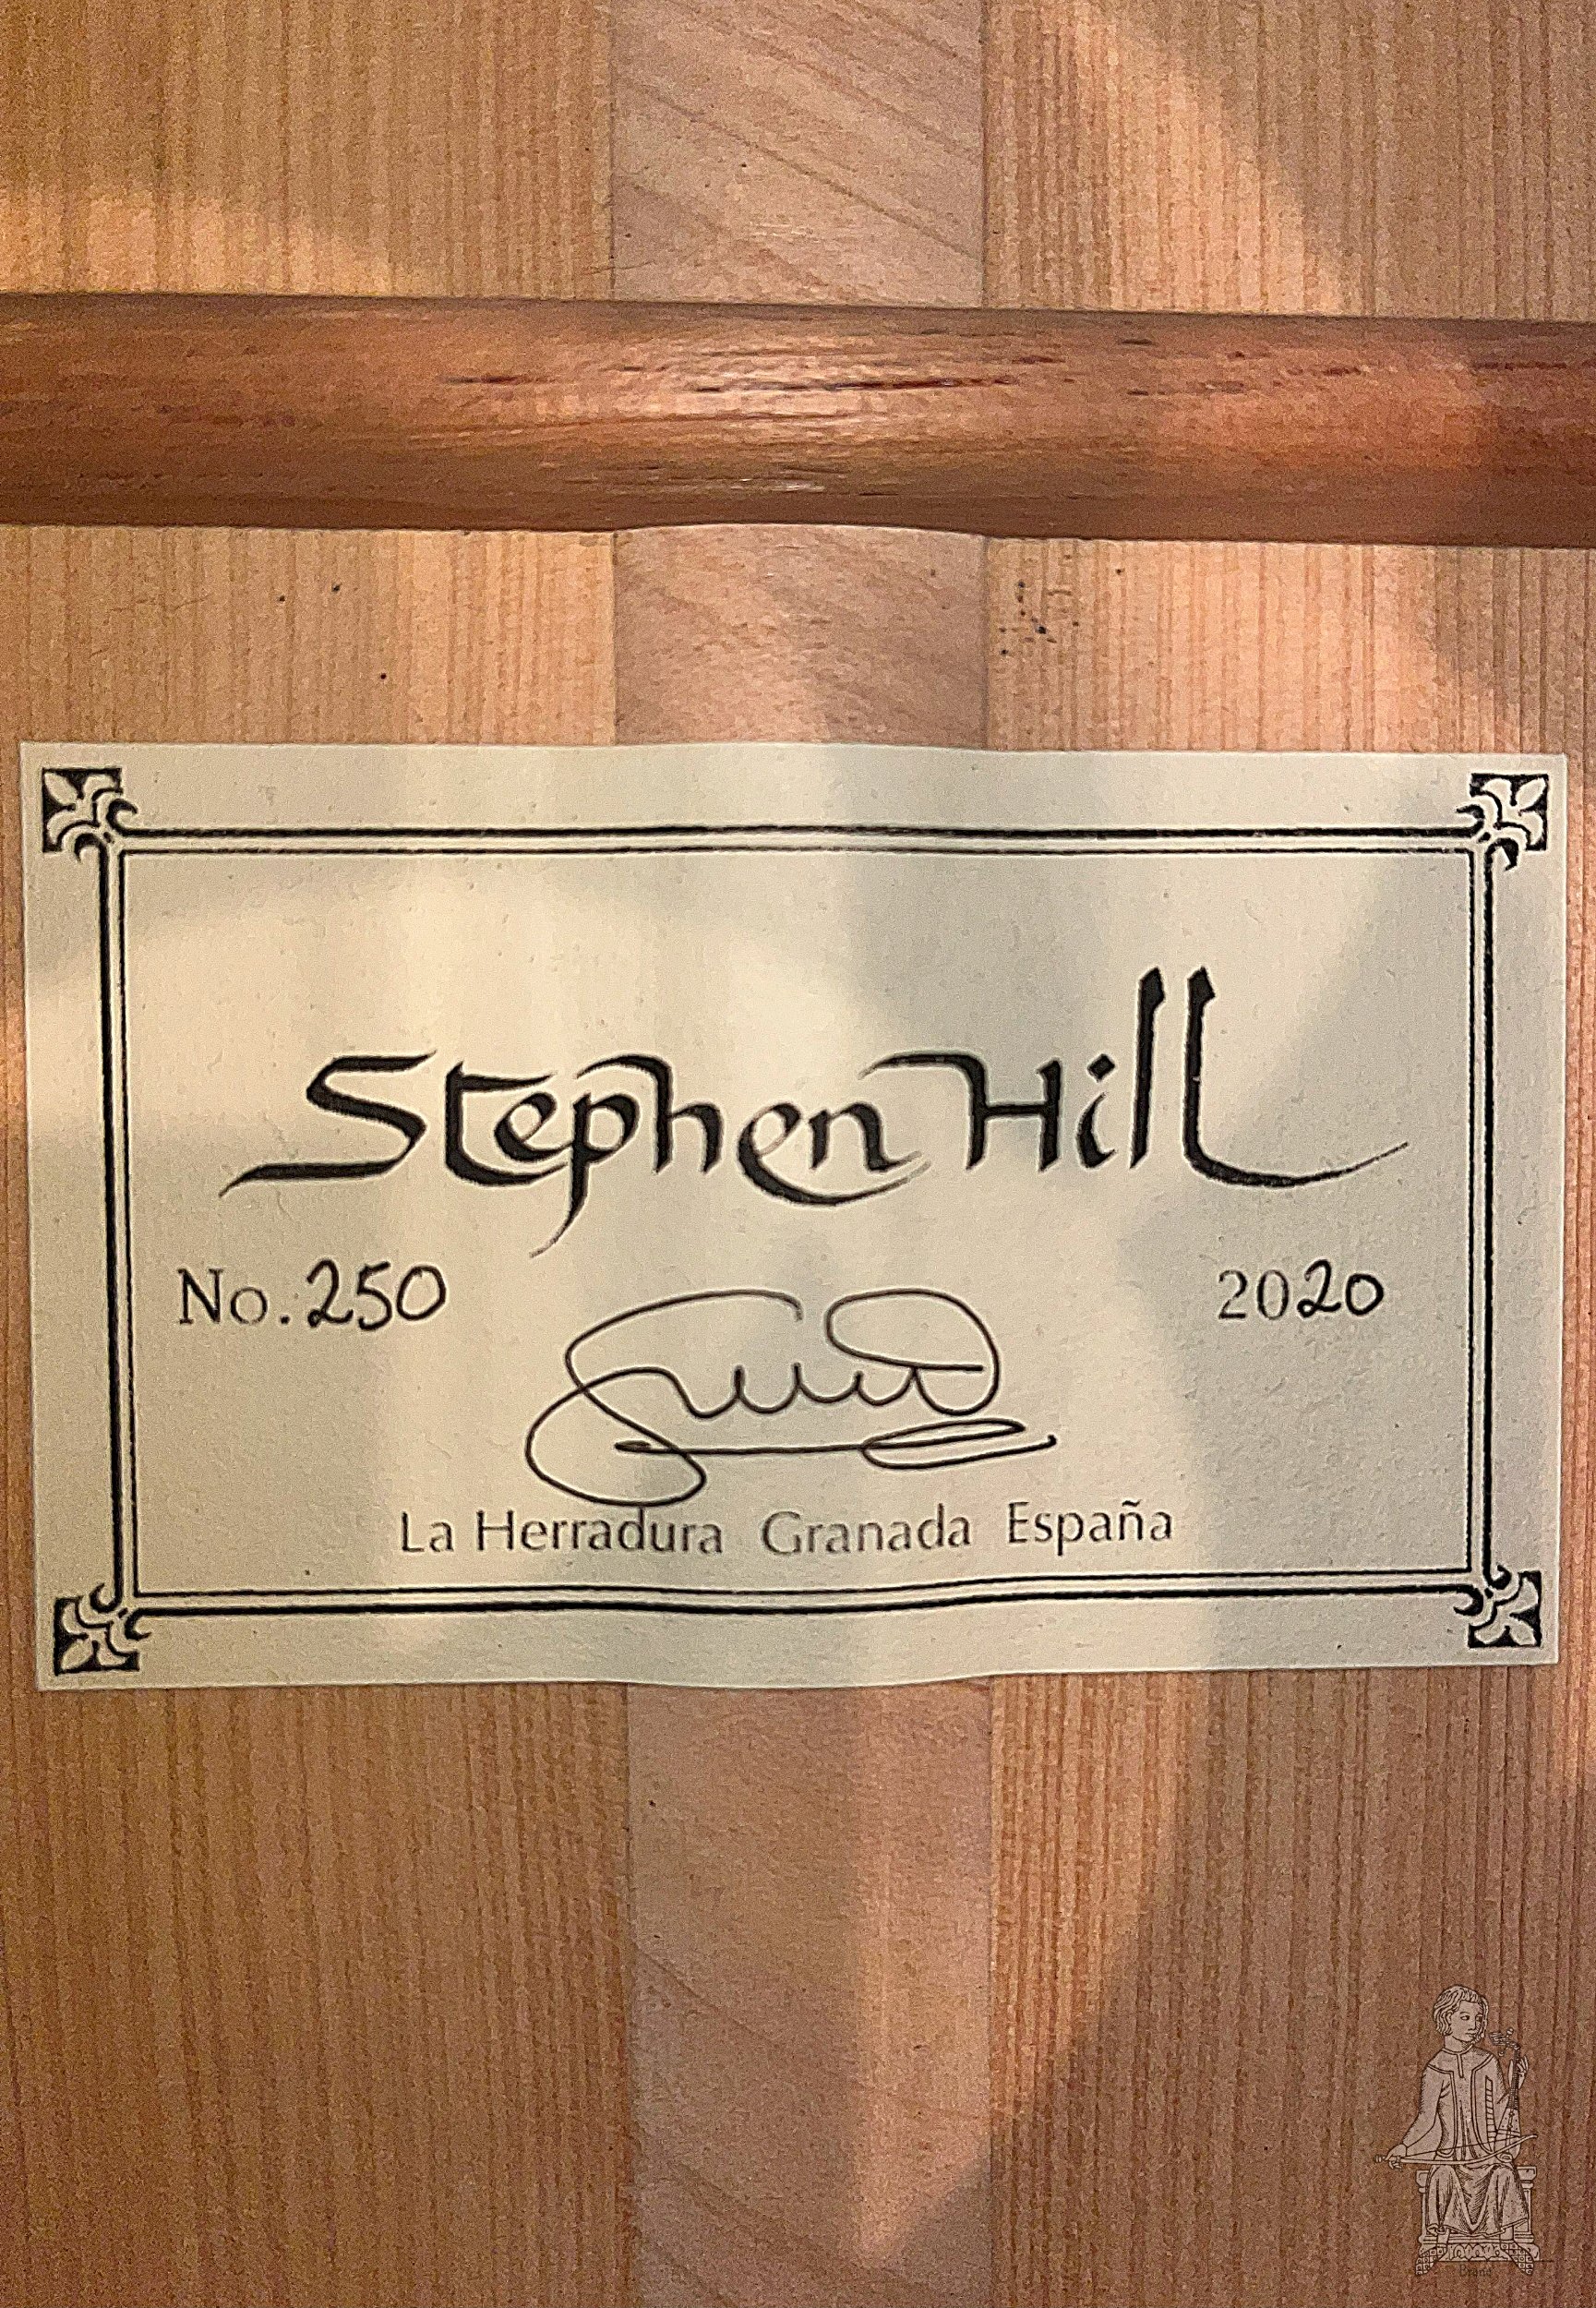 Stephen Hill
No. 250 2020
La Herradura Granada España